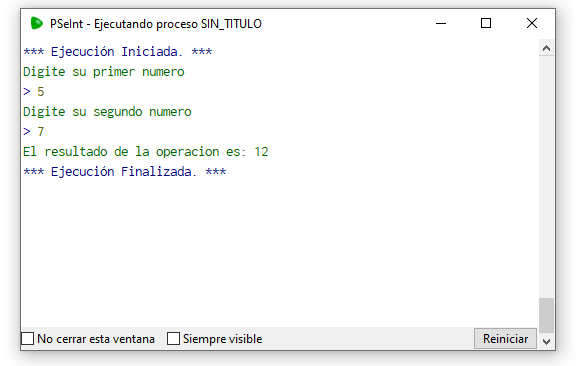 PSeInt - Ejecutando proceso SIN_TITULO
*** Ejecución Iniciada. ***
Digite su primer numero
> 5
Digite su segundo numero
> 7
El resultado de la operacion es: 12
*** Ejecución Finalizada. ***
No cerrar esta ventana Siempre visible Reiniciar